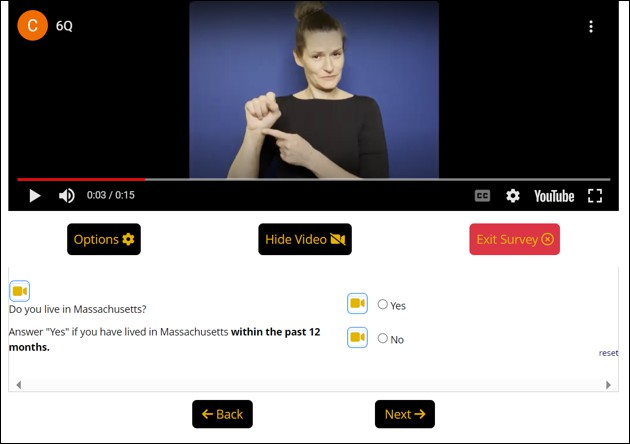 C 6Q
0:03 / 0:15 CC YouTube
Options Hide Video Exit Survey
Do you live in Massachusetts?
Yes
Answer "Yes" if you have lived in Massachusetts within the past 12
months.
No
reset
Back Next